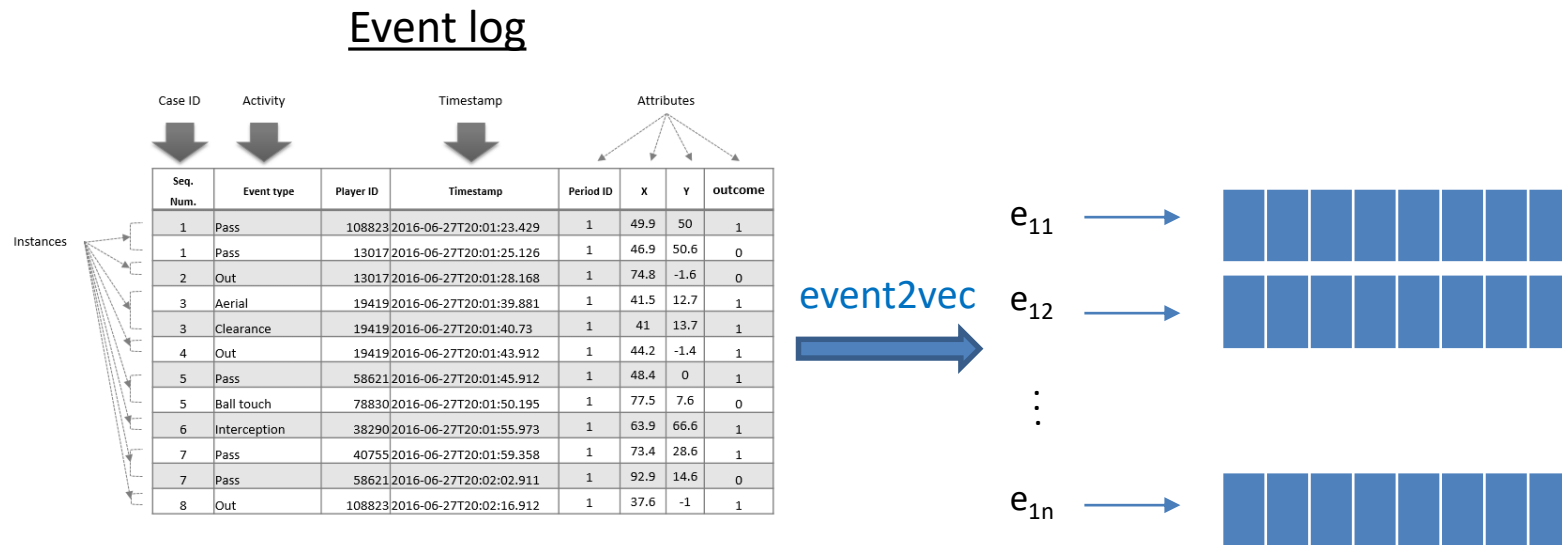 Event log
Case ID Activity Timestamp Attributes
Seq. Num. Event type Player ID Timestamp Period ID X Y outcome
1 Pass 108823 2016-06-27T20:01:23.429 1 49.9 50 1
1 Pass 13017 2016-06-27T20:01:25.126 1 46.9 50.6 0
2 Out 13017 2016-06-27T20:01:28.168 1 74.8 -1.6 0
3 Aerial 19419 2016-06-27T20:01:39.881 1 41.5 12.7 1
3 Clearance 19419 2016-06-27T20:01:40.73 1 41 13.7 1
4 Out 19419 2016-06-27T20:01:43.912 1 44.2 -1.4 1
5 Pass 58621 2016-06-27T20:01:45.912 1 48.4 0 1
5 Ball touch 78830 2016-06-27T20:01:50.195 1 77.5 7.6 0
6 Interception 38290 2016-06-27T20:01:55.973 1 63.9 66.6 1
7 Pass 40755 2016-06-27T20:01:59.358 1 73.4 28.6 1
7 Pass 58621 2016-06-27T20:02:02.911 1 92.9 14.6 0
8 Out 108823 2016-06-27T20:02:16.912 1 37.6 -1 1
Instances
event2vec
e11
e12
⋮
e1n